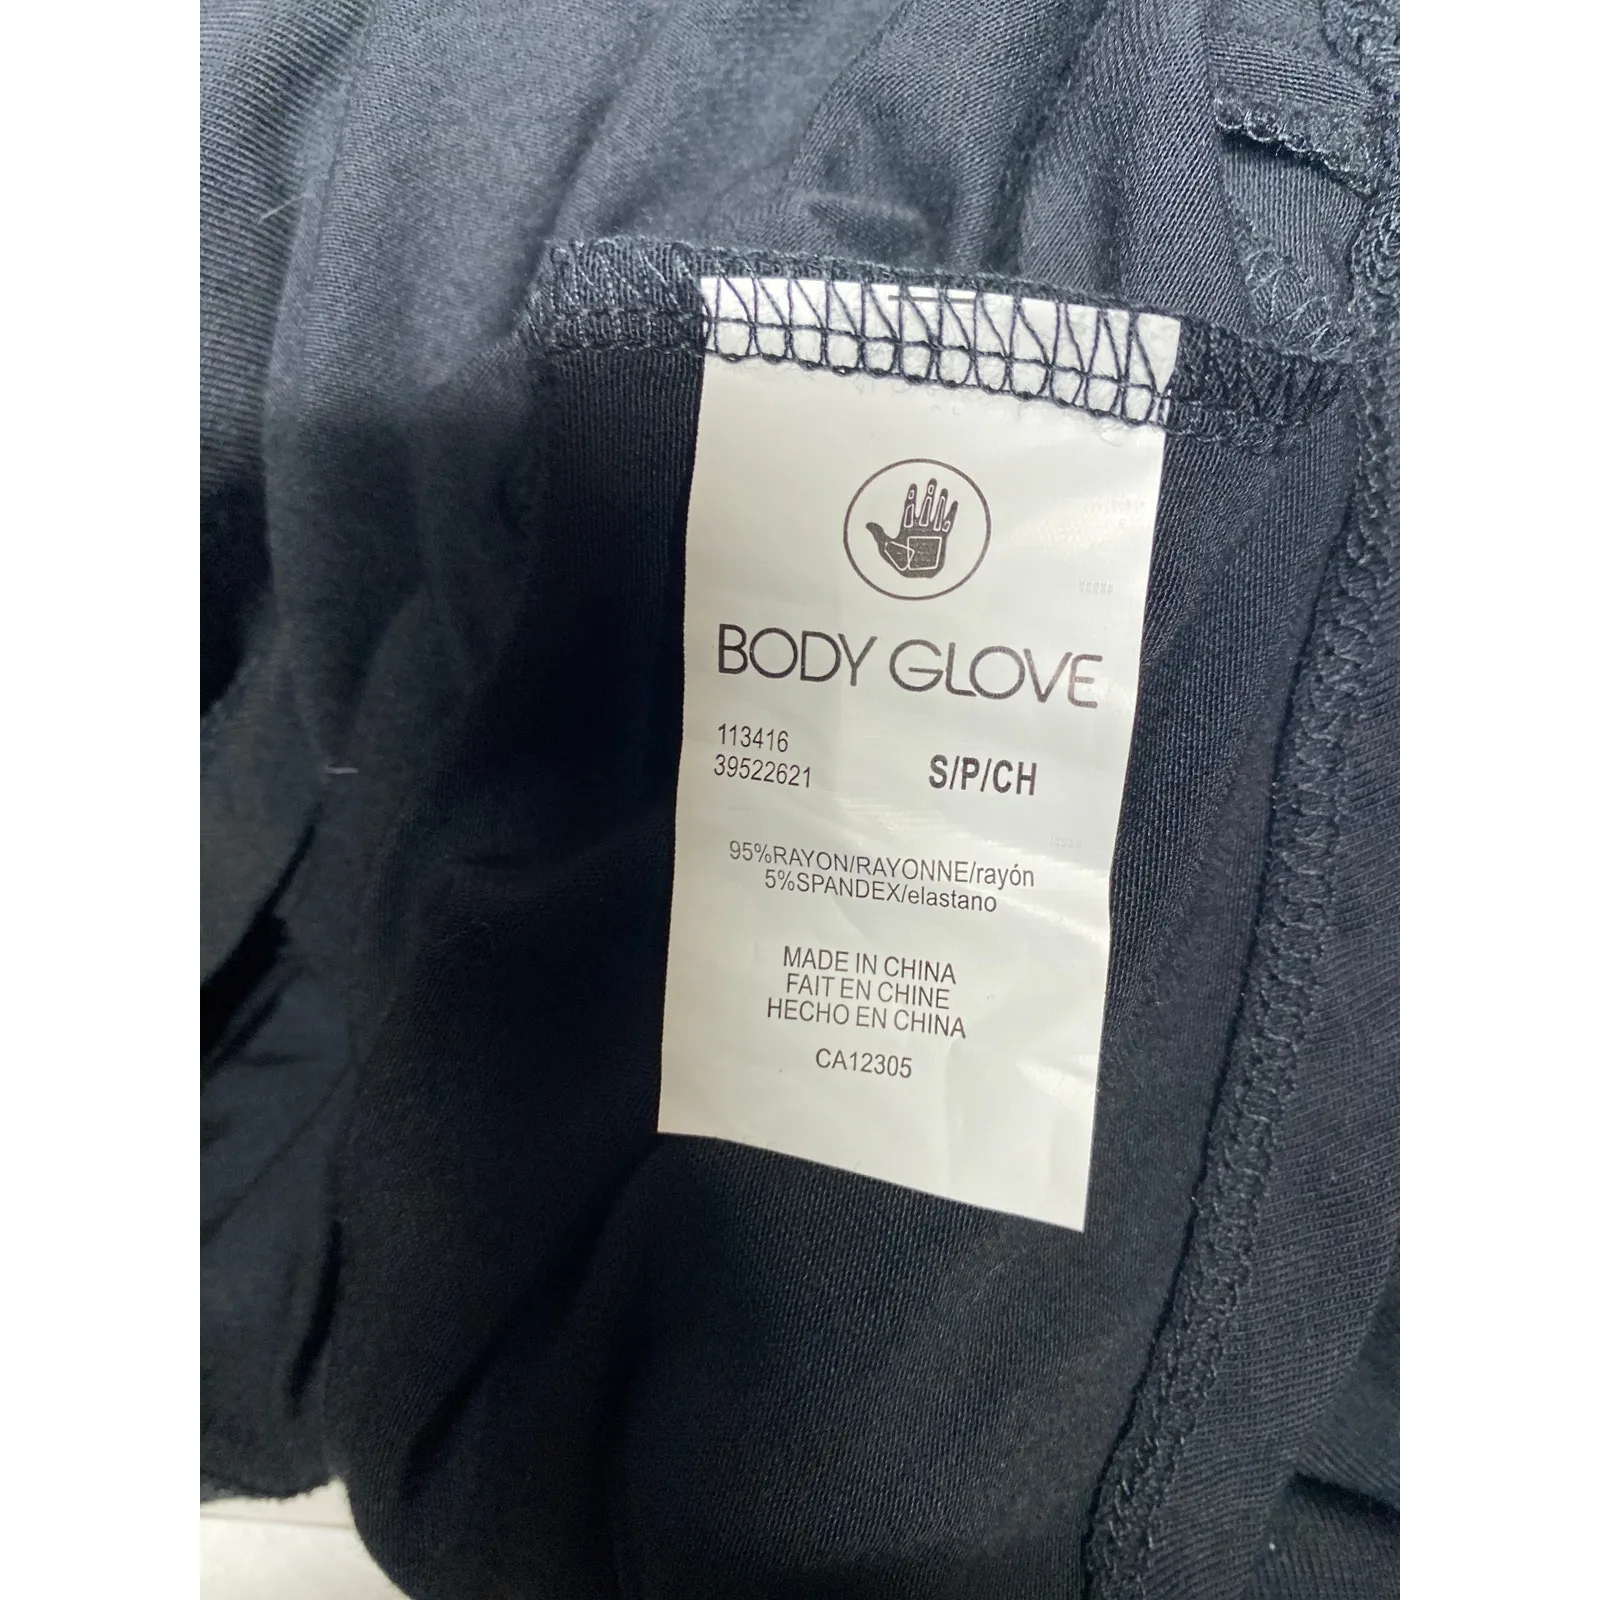 BODY GLOVE
113416
39522621
S/P/CH
95%RAYON/RAYONNE/rayón
5%SPANDEX/elastano
MADE IN CHINA
FAIT EN CHINE
HECHO EN CHINA
CA12305